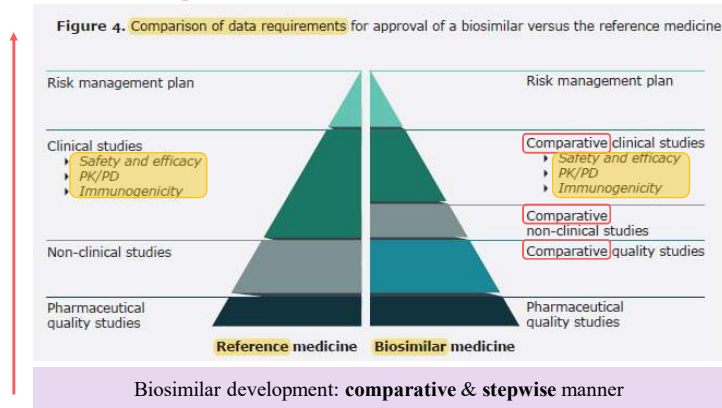 Figure 4. Comparison of data requirements for approval of a biosimilar versus the reference medicine
Risk management plan
Clinical studies
Safety and efficacy
PK/PD
Immunogenicity
Non-clinical studies
Pharmaceutical
quality studies
Risk management plan
Comparative clinical studies
Safety and efficacy
PK/PD
Immunogenicity
Comparative
non-clinical studies
Comparative quality studies
Pharmaceutical
quality studies
Reference medicine
Biosimilar medicine
Biosimilar development: comparative & stepwise manner